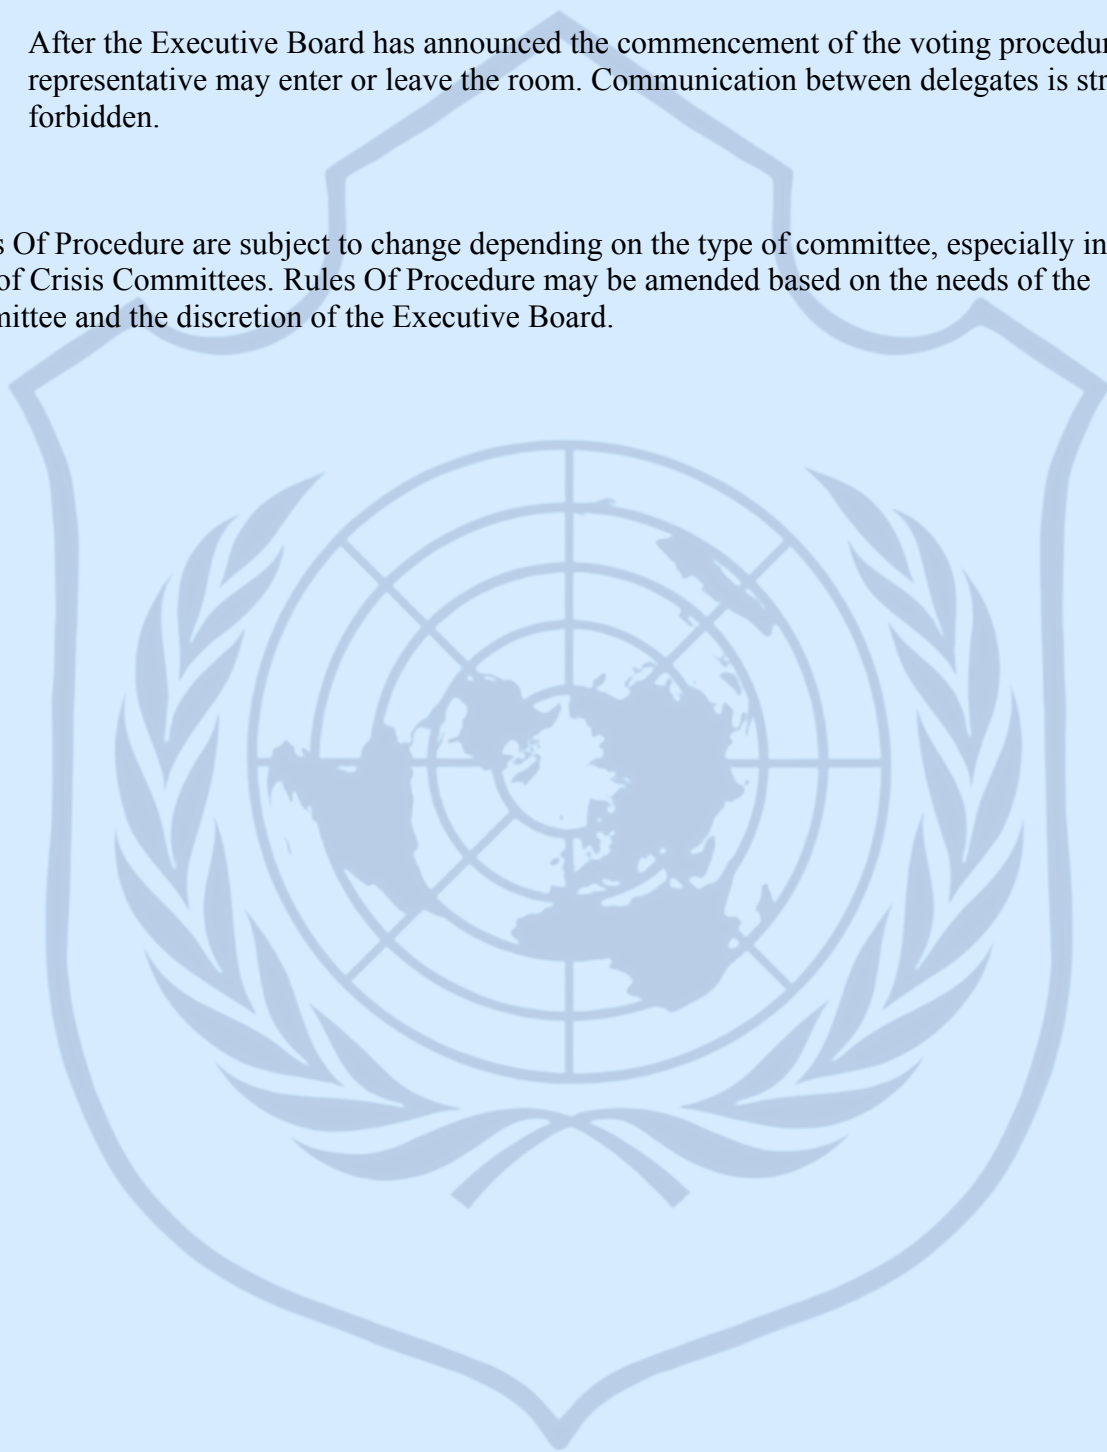 After the Executive Board has announced the commencement of the voting procedur
representative may enter or leave the room. Communication between delegates is str
forbidden.
s Of Procedure are subject to change depending on the type of committee, especially in
of Crisis Committees. Rules Of Procedure may be amended based on the needs of the
mittee and the discretion of the Executive Board.